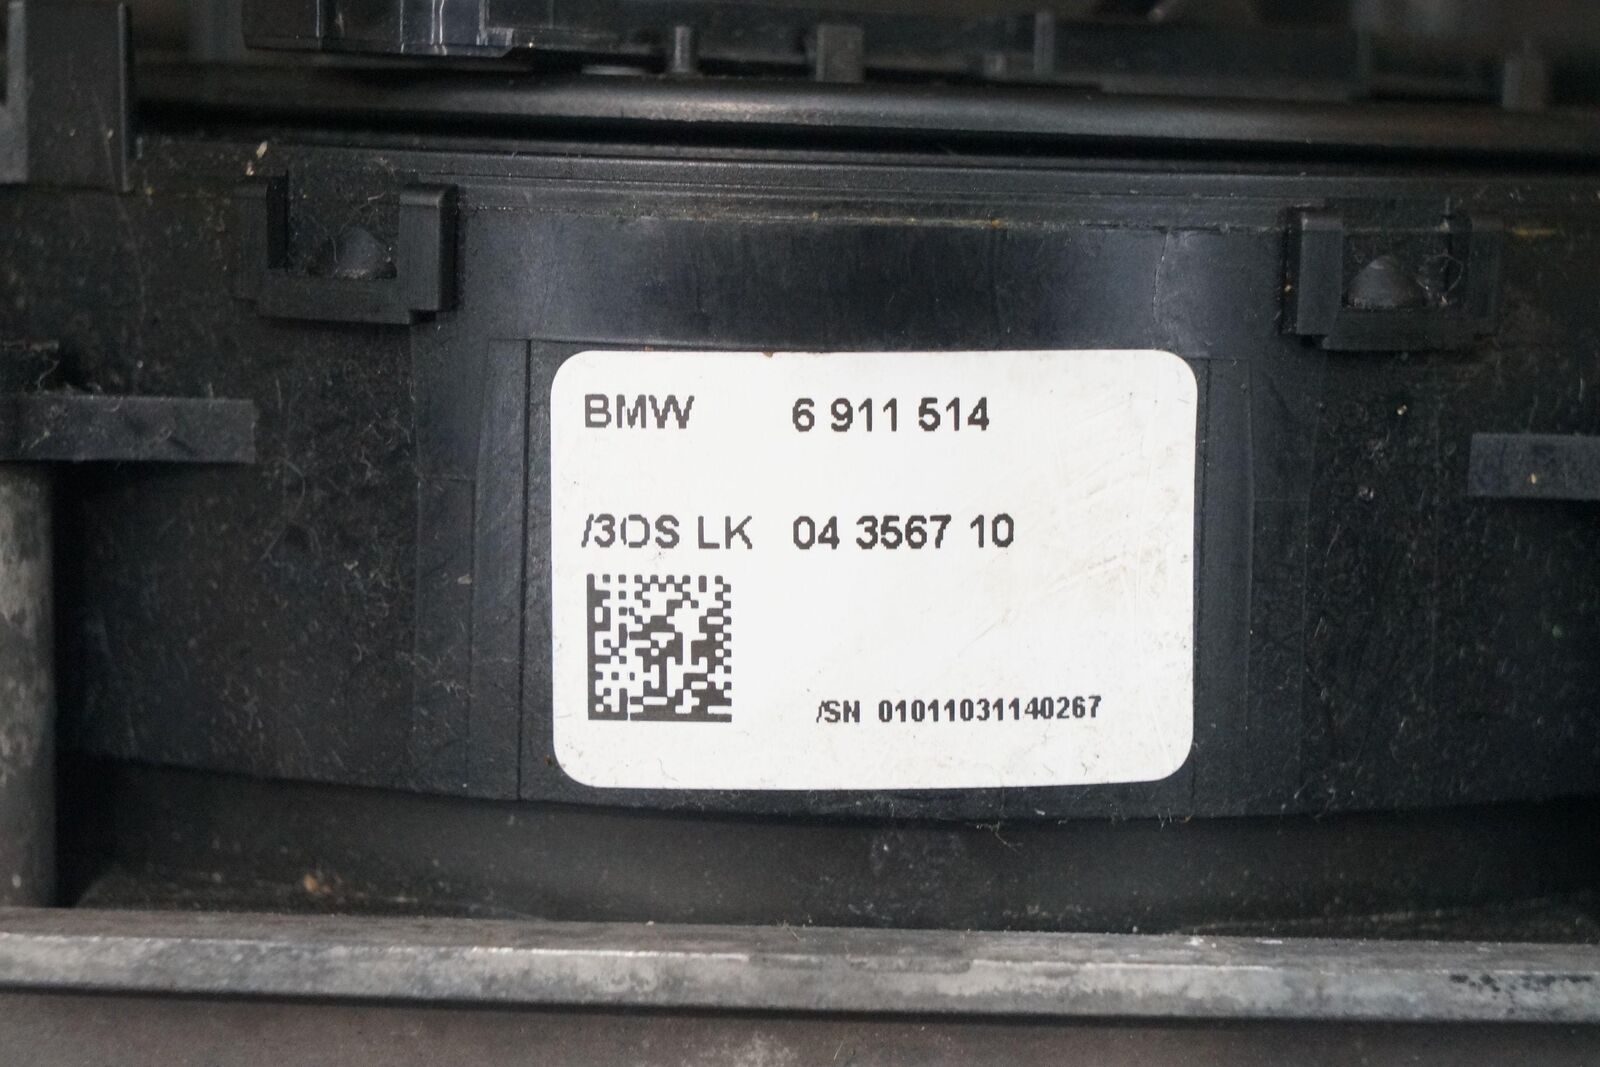 BMW 6 911 514
/3OS LK 04 3567 10
/SN 01011031140267